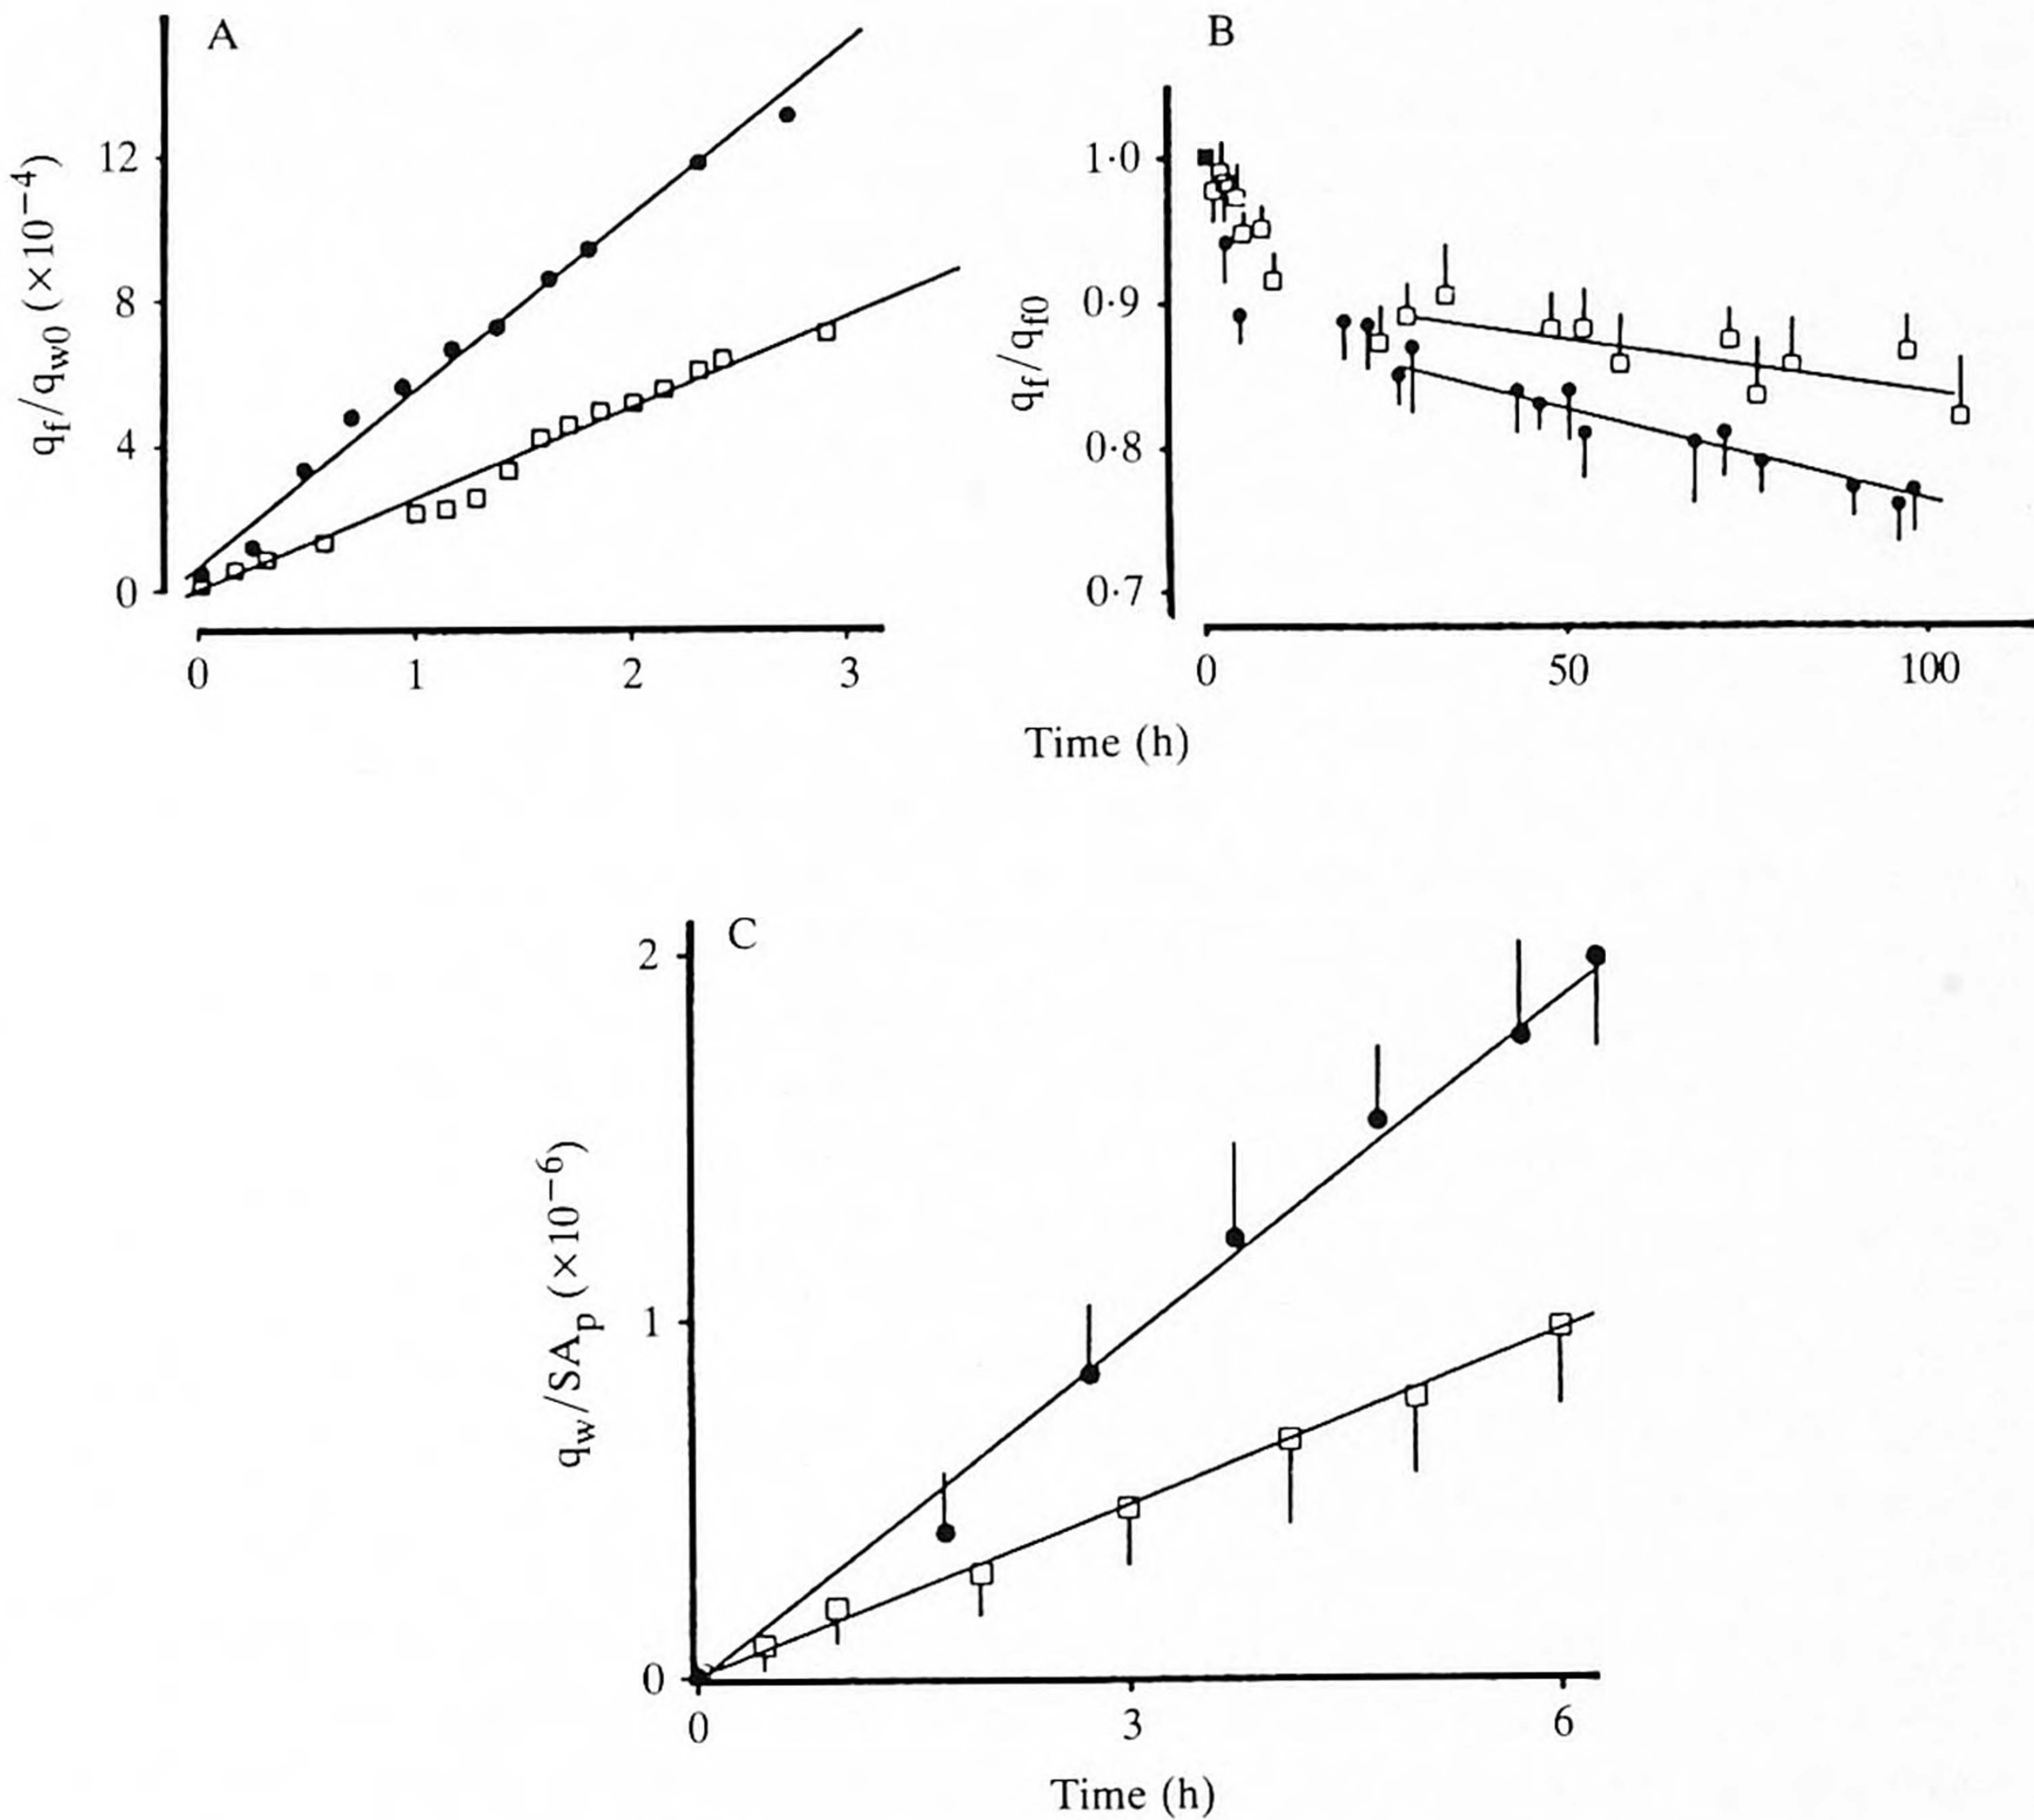 A
q_f/q_w0 (×10⁻⁴)
12
8
4
0
0 1 2 3
B
q_f/q_f0
1·0
0·9
0·8
0·7
0 50 100
Time (h)
C
q_w/SA_p (×10⁻⁶)
2
1
0
0 3 6
Time (h)